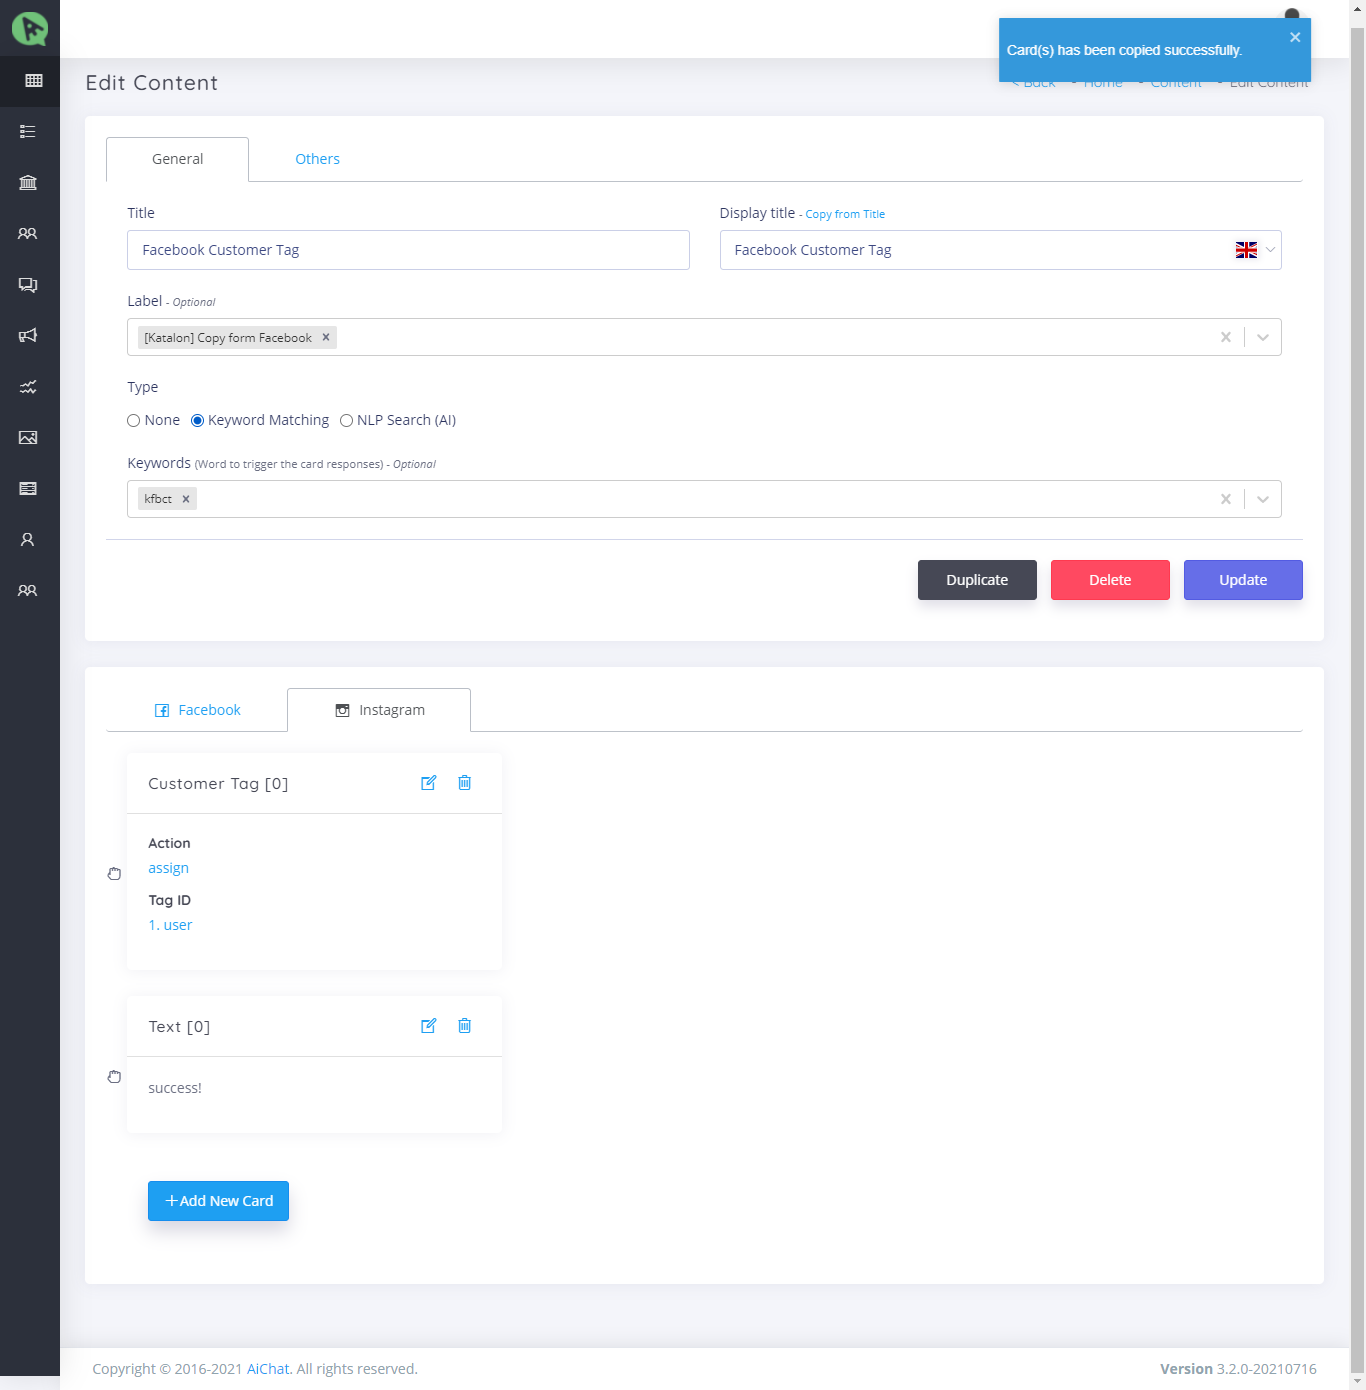 Card(s) has been copied successfully.
Edit Content
< Back
Home
Content
Edit Content
General
Others
Title
Display title - Copy from Title
Facebook Customer Tag
Facebook Customer Tag
Label - Optional
[Katalon] Copy form Facebook
Type
None
Keyword Matching
NLP Search (AI)
Keywords (Word to trigger the card responses) - Optional
kfbct
Duplicate
Delete
Update
Facebook
Instagram
Customer Tag [0]
Action
assign
Tag ID
1. user
Text [0]
success!
Add New Card
Copyright © 2016-2021 AiChat. All rights reserved.
Version 3.2.0-20210716